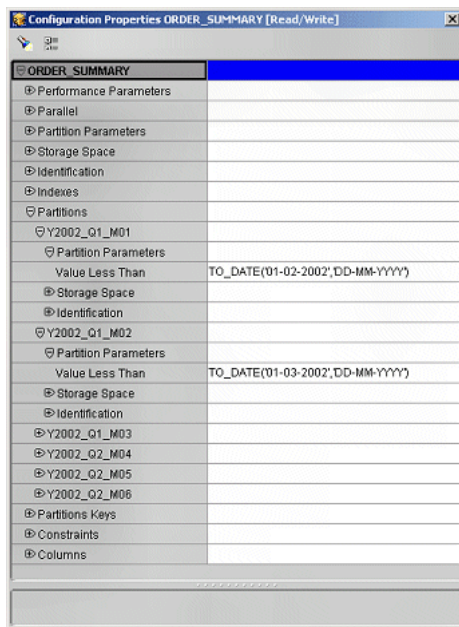 Configuration Properties ORDER_SUMMARY [Read/Write]
ORDER_SUMMARY
Performance Parameters
Parallel
Partition Parameters
Storage Space
Identification
Indexes
Partitions
Y2002_Q1_M01
Partition Parameters
Value Less Than TO_DATE('01-02-2002','DD-MM-YYYY')
Storage Space
Identification
Y2002_Q1_M02
Partition Parameters
Value Less Than TO_DATE('01-03-2002','DD-MM-YYYY')
Storage Space
Identification
Y2002_Q1_M03
Y2002_Q2_M04
Y2002_Q2_M05
Y2002_Q2_M06
Partitions Keys
Constraints
Columns